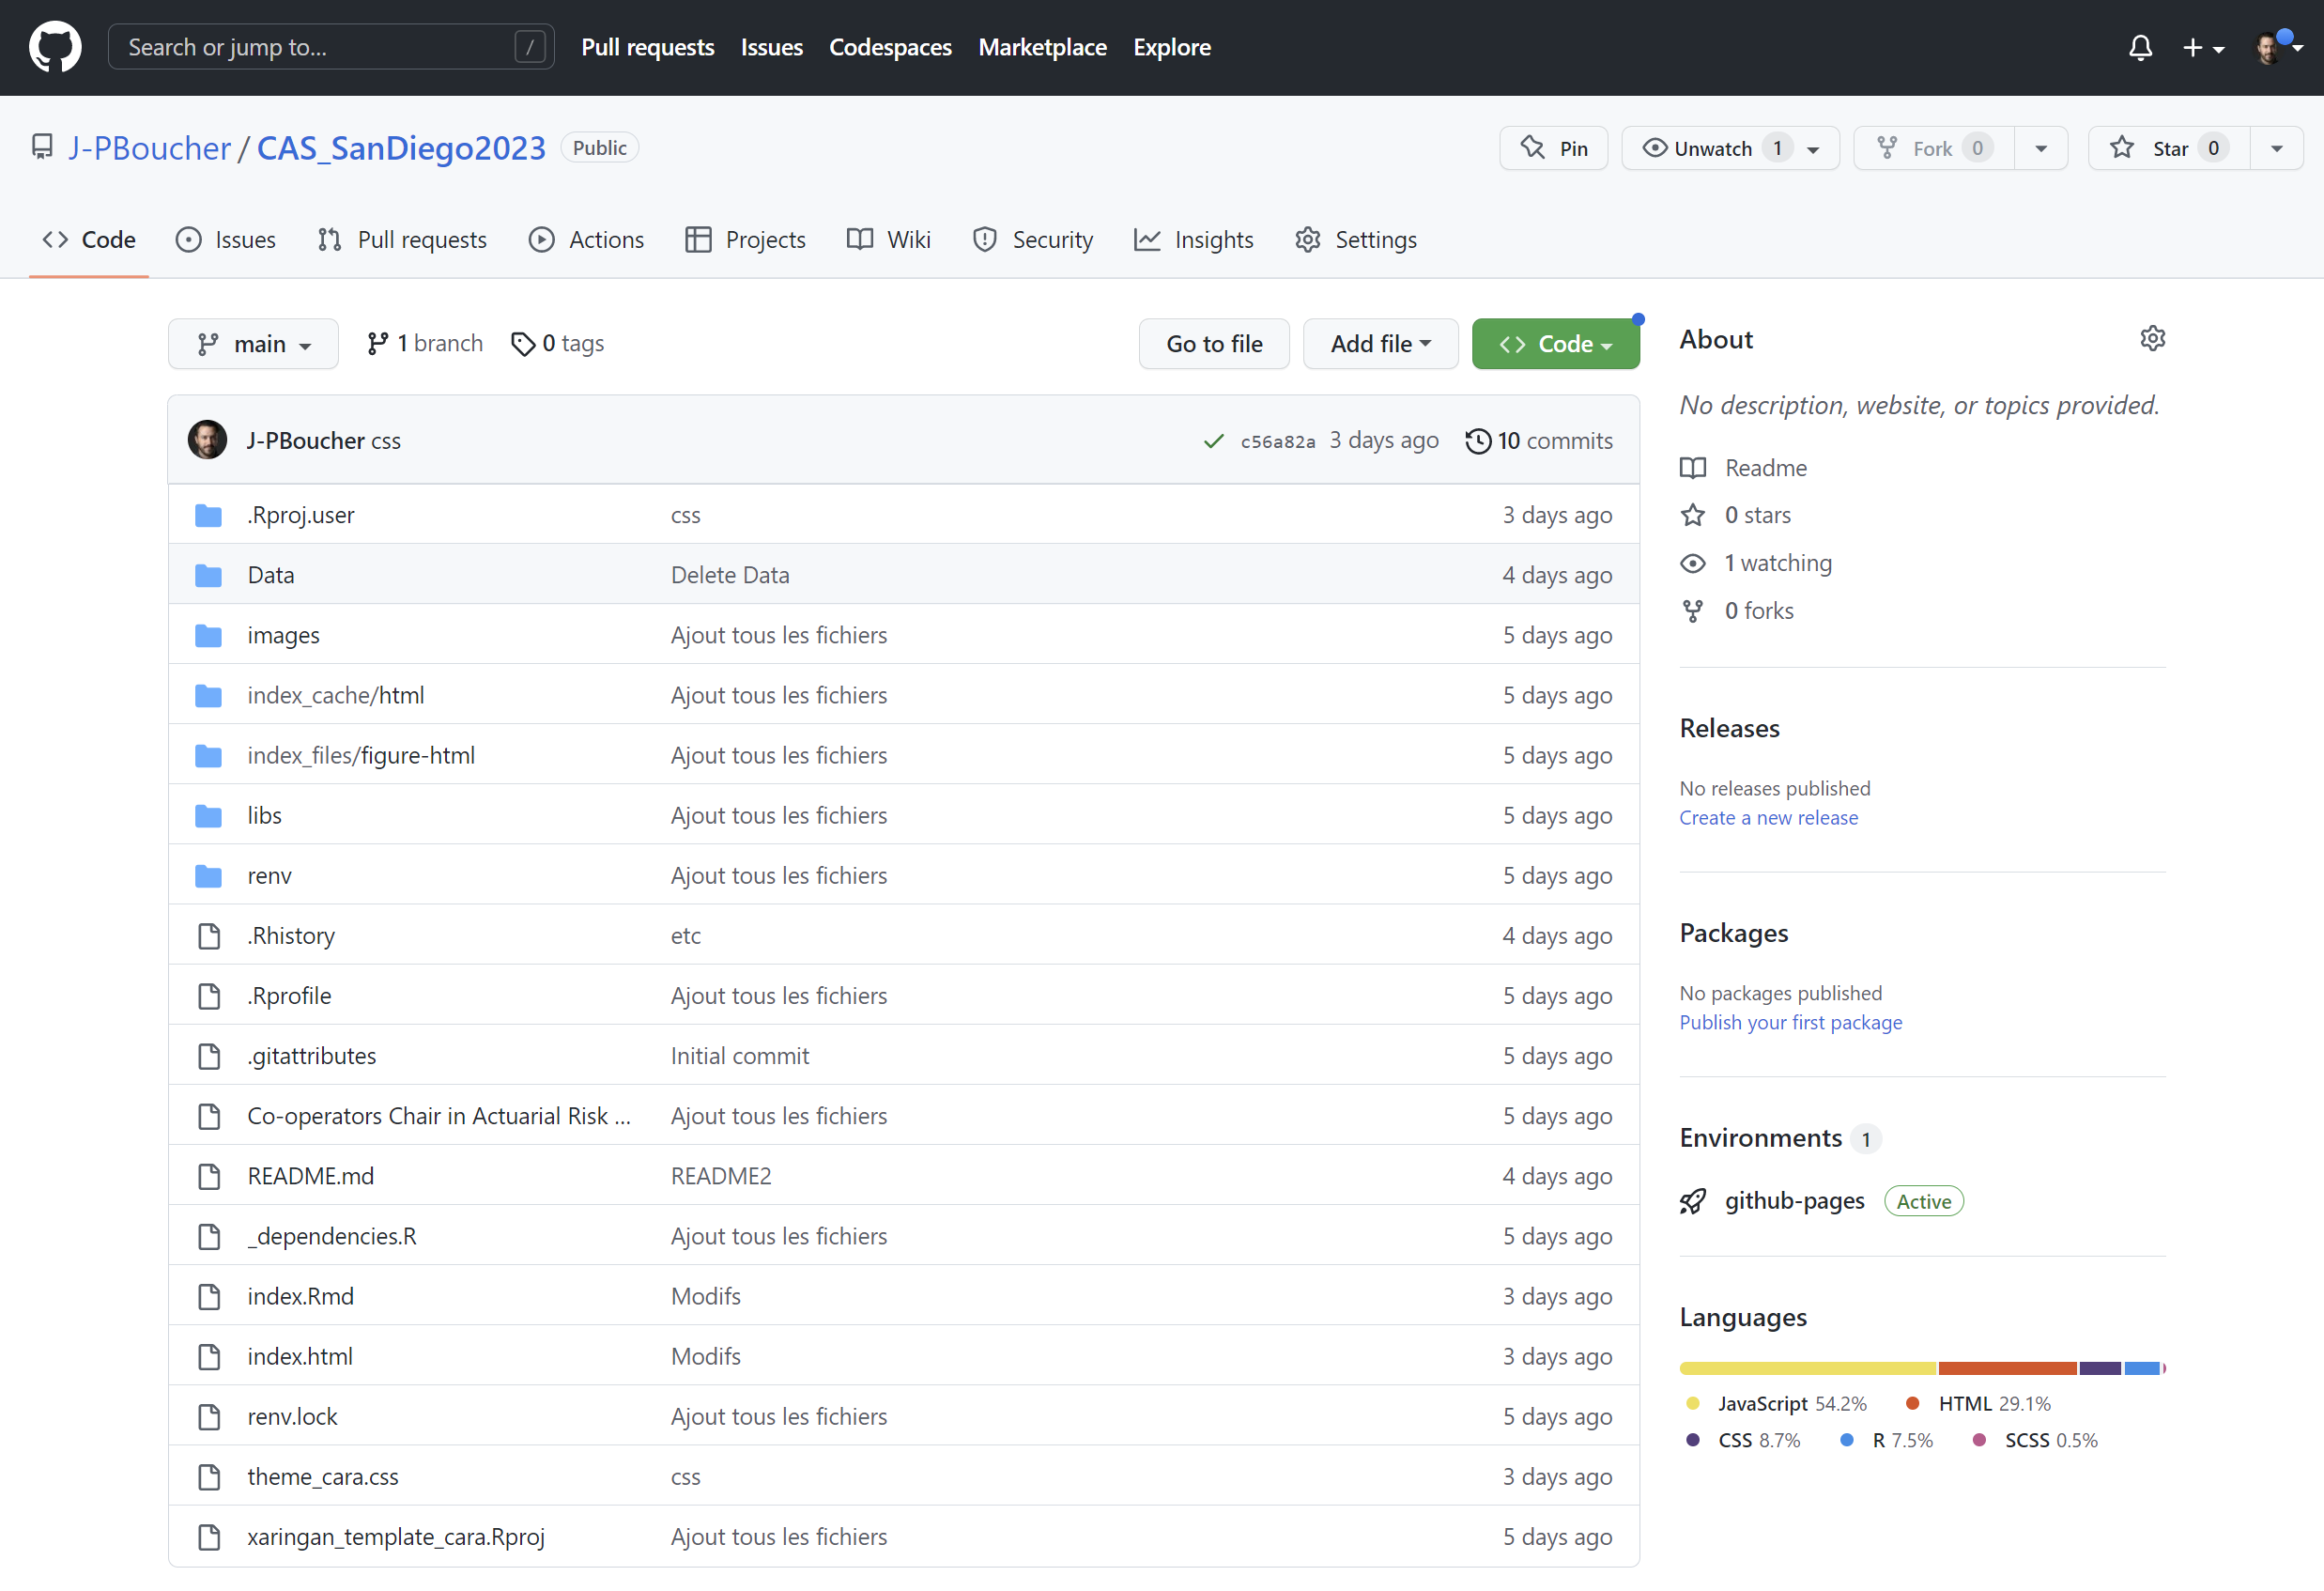 Search or jump to... /
Pull requests Issues Codespaces Marketplace Explore
J-PBoucher / CAS_SanDiego2023 Public
Pin Unwatch 1 Fork 0 Star 0
Code Issues Pull requests Actions Projects Wiki Security Insights Settings
main 1 branch 0 tags Go to file Add file Code
J-PBoucher css c56a82a 3 days ago 10 commits
.Rproj.user css 3 days ago
Data Delete Data 4 days ago
images Ajout tous les fichiers 5 days ago
index_cache/html Ajout tous les fichiers 5 days ago
index_files/figure-html Ajout tous les fichiers 5 days ago
libs Ajout tous les fichiers 5 days ago
renv Ajout tous les fichiers 5 days ago
.Rhistory etc 4 days ago
.Rprofile Ajout tous les fichiers 5 days ago
.gitattributes Initial commit 5 days ago
Co-operators Chair in Actuarial Risk ... Ajout tous les fichiers 5 days ago
README.md README2 4 days ago
_dependencies.R Ajout tous les fichiers 5 days ago
index.Rmd Modifs 3 days ago
index.html Modifs 3 days ago
renv.lock Ajout tous les fichiers 5 days ago
theme_cara.css css 3 days ago
xaringan_template_cara.Rproj Ajout tous les fichiers 5 days ago
About
No description, website, or topics provided.
Readme
0 stars
1 watching
0 forks
Releases
No releases published
Create a new release
Packages
No packages published
Publish your first package
Environments 1
github-pages Active
Languages
JavaScript 54.2% HTML 29.1%
CSS 8.7% R 7.5% SCSS 0.5%